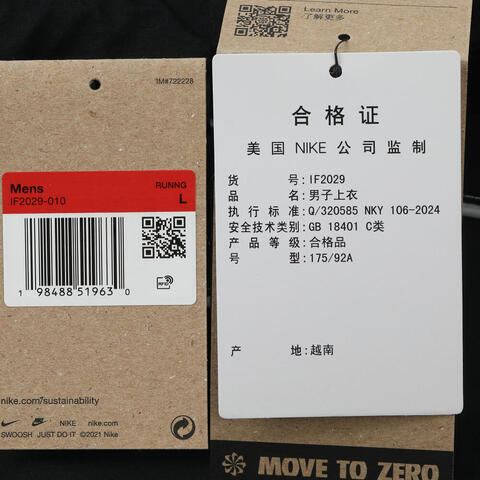 1M#722228
Mens
RUNNG
IF2029-010
L
RFID
1 98488 51963 0
nike.com/sustainability
NIKE nike.com
SWOOSH JUST DO IT ©2021 Nike
Learn More
了解更多
合格证
美国 NIKE 公司监制
货号:IF2029
品名:男子上衣
执行标准:Q/320585 NKY 106-2024
安全技术类别:GB 18401 C类
产品等级:合格品
号型:175/92A
产地:越南
MOVE TO ZERO